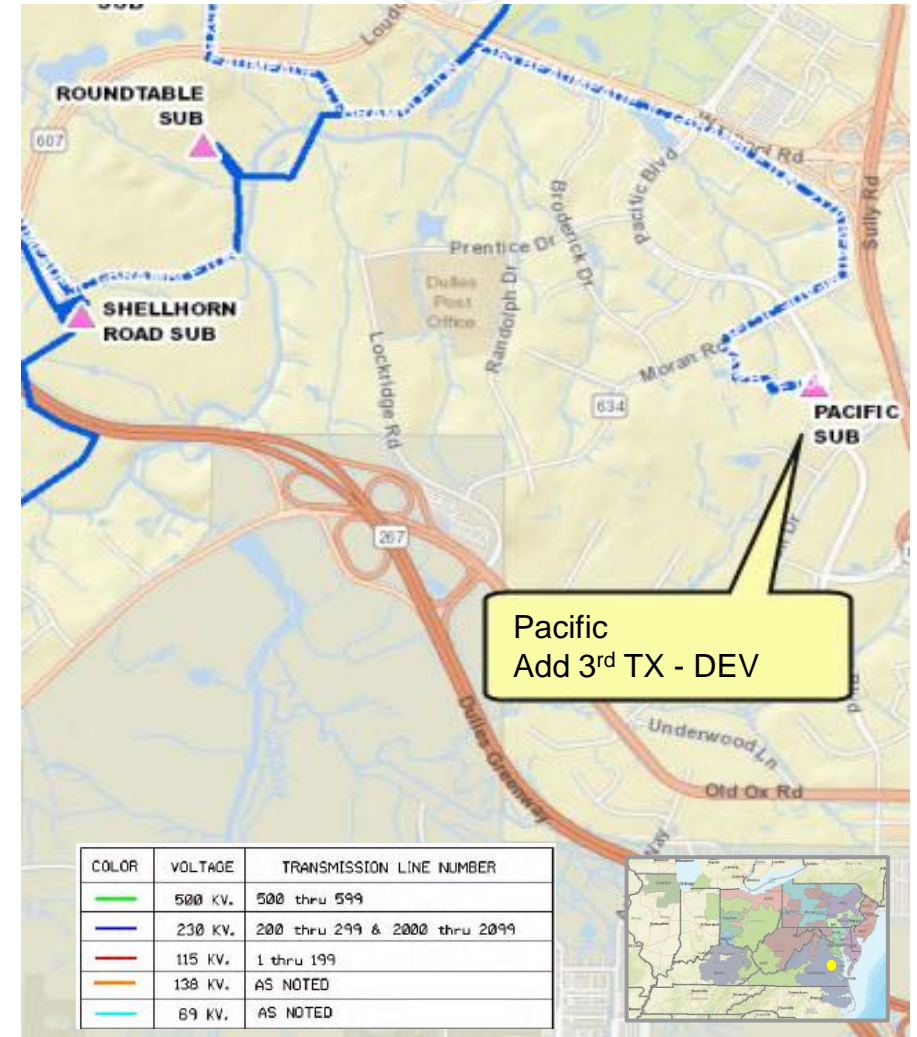 SUB
Loudo
ROUNDTABLE
SUB
607
Rd
Sully Rd
Pacific Blvd
Broderick Dr
Prentice Dr
Dulles
Post
Office
Randolph Dr
SHELLHORN
ROAD SUB
Lockridge Rd
Moran Rd
634
PACIFIC
SUB
267
Pacific
Add 3rd TX - DEV
Underwood Ln
Dulles Greenway
Old Ox Rd
COLOR VOLTAGE TRANSMISSION LINE NUMBER
500 KV. 500 thru 599
230 KV. 200 thru 299 & 2000 thru 2099
115 KV. 1 thru 199
138 KV. AS NOTED
69 KV. AS NOTED